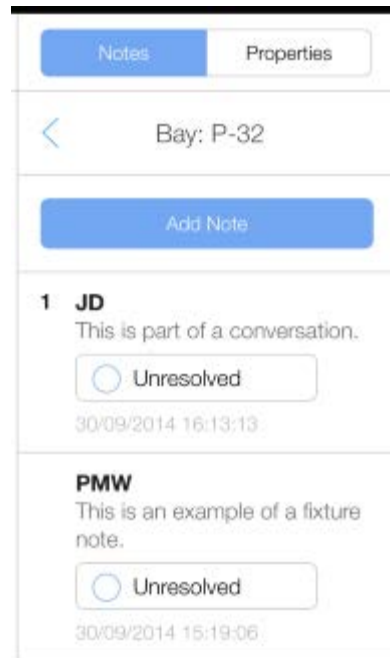 Notes Properties
Bay: P-32
Add Note
1 JD
This is part of a conversation.
Unresolved
30/09/2014 16:13:13
PMW
This is an example of a fixture
note.
Unresolved
30/09/2014 15:19:06